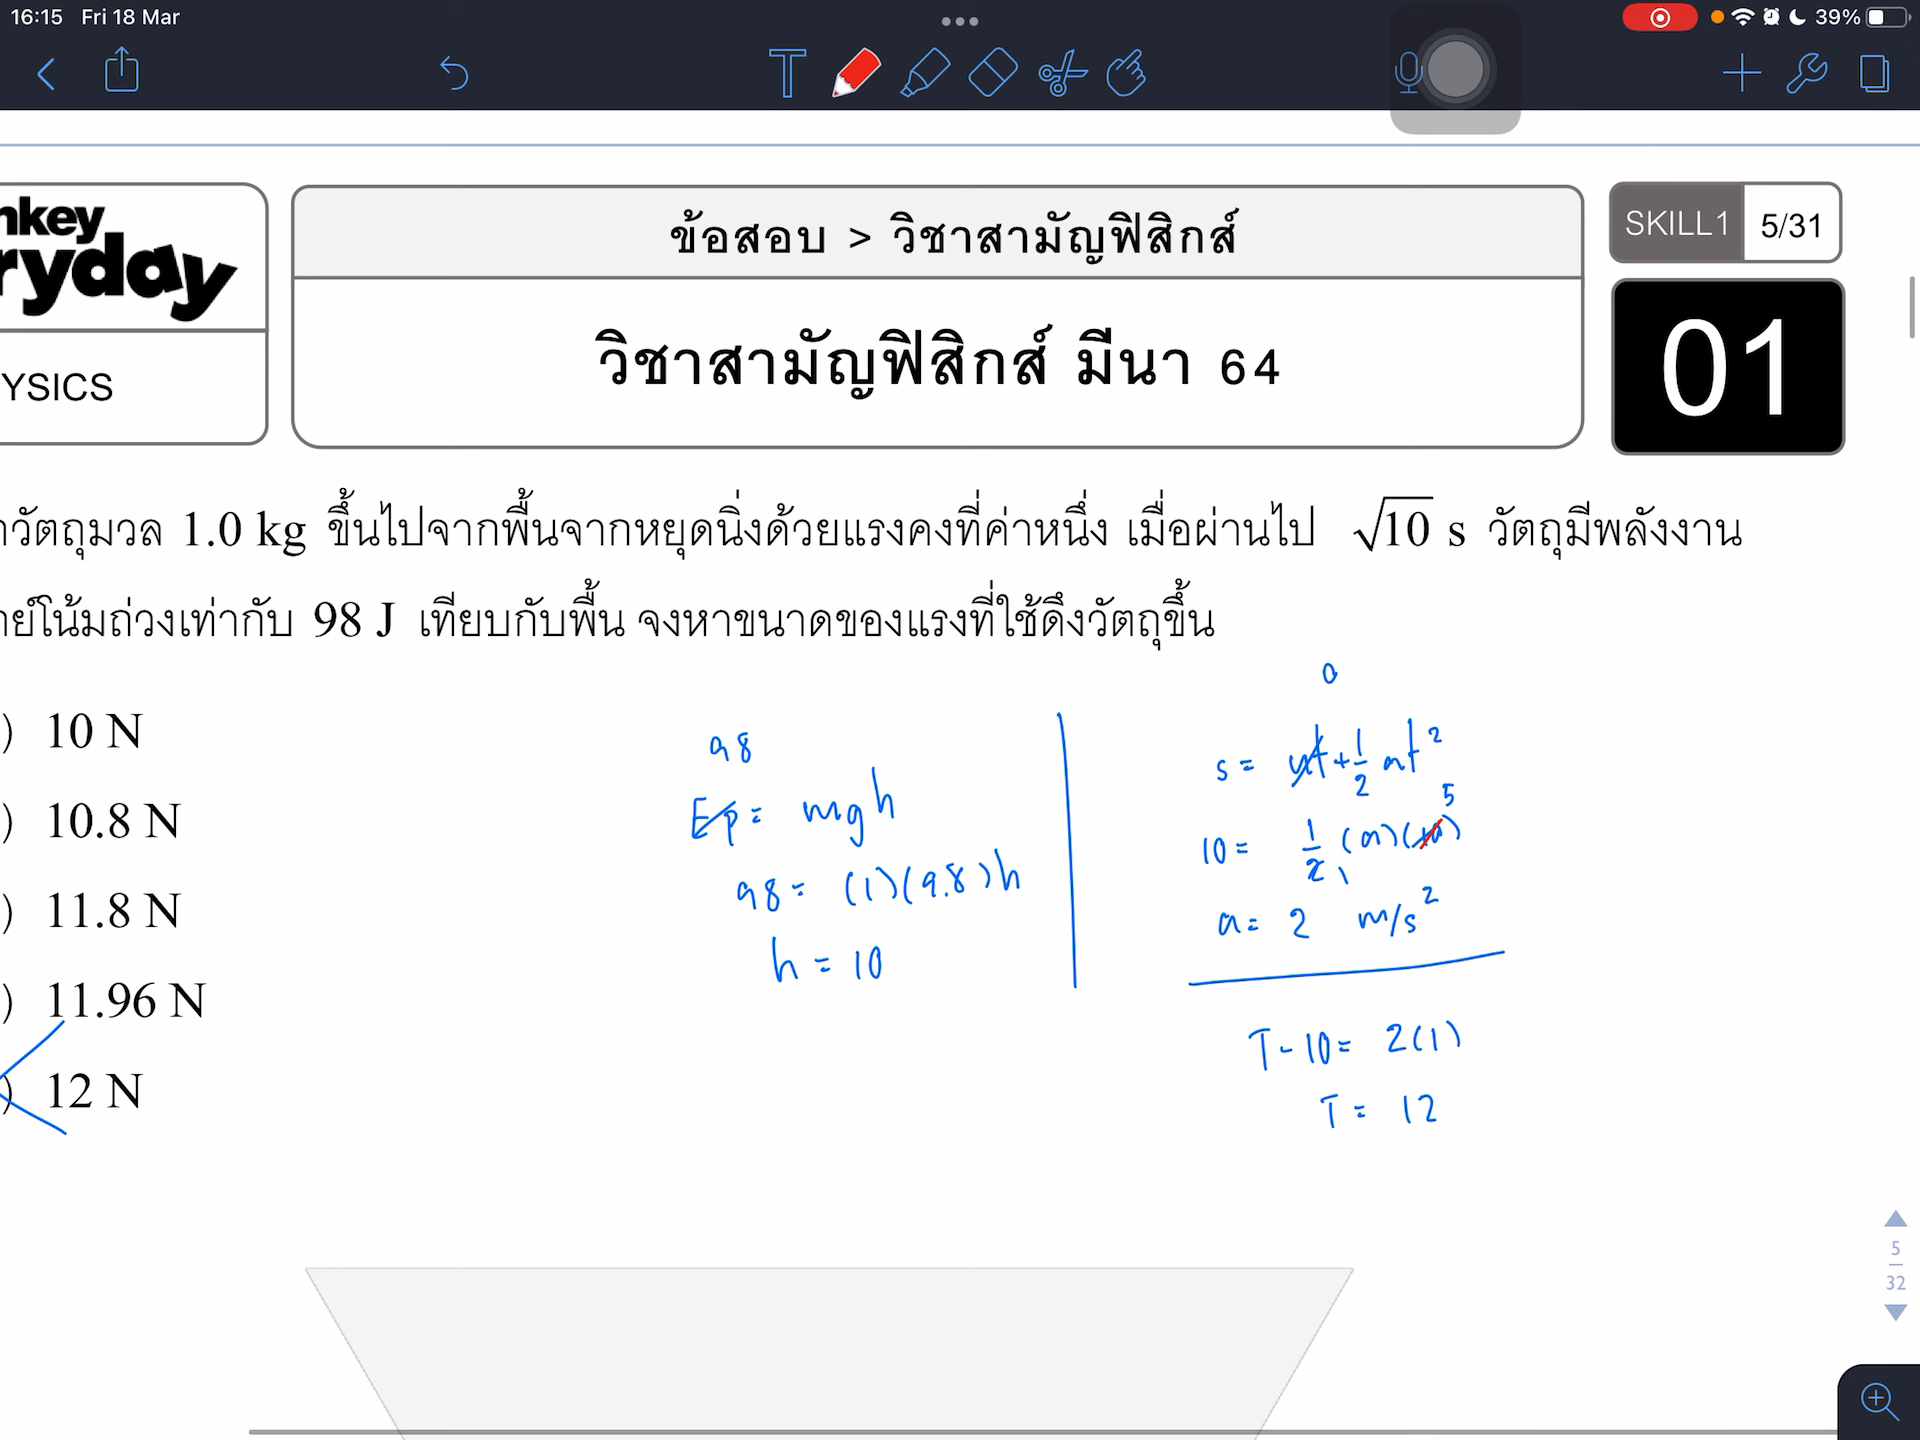 16:15 Fri 18 Mar
39%
nkey
ryday
YSICS
ข้อสอบ > วิชาสามัญฟิสิกส์
วิชาสามัญฟิสิกส์ มีนา 64
SKILL1 5/31
01
วัตถุมวล 1.0 kg ขึ้นไปจากพื้นจากหยุดนิ่งด้วยแรงคงที่ค่าหนึ่ง เมื่อผ่านไป √10 s วัตถุมีพลังงาน
ย์โน้มถ่วงเท่ากับ 98 J เทียบกับพื้น จงหาขนาดของแรงที่ใช้ดึงวัตถุขึ้น
) 10 N
) 10.8 N
) 11.8 N
) 11.96 N
) 12 N
98
Ep = mgh
98 = (1)(9.8)h
h = 10
0
s = ut + 1/2 at²
5
10 = 1/2 (a)(10)
1
a = 2 m/s²
T - 10 = 2(1)
T = 12
5
32